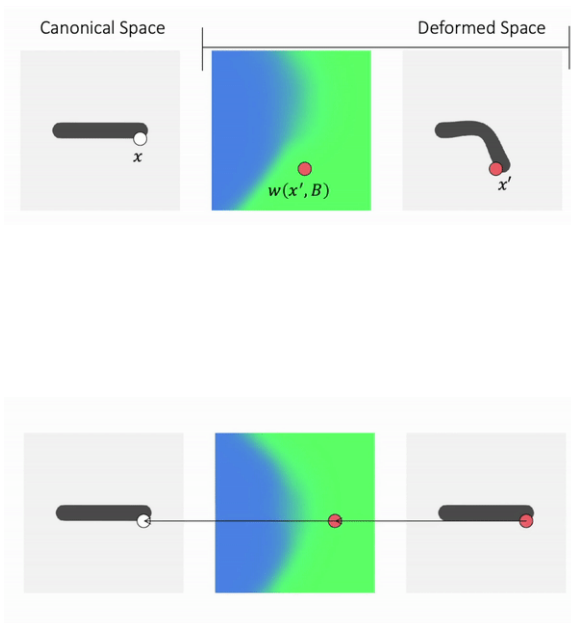 Canonical Space
Deformed Space
x
w(x′, B)
x′